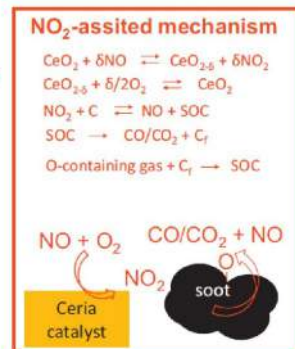 NO₂-assited mechanism
CeO₂ + δNO ⇄ CeO₂₋δ + δNO₂
CeO₂₋δ + δ/2O₂ ⇄ CeO₂
NO₂ + C ⇄ NO + SOC
SOC → CO/CO₂ + Cf
O-containing gas + Cf → SOC
NO + O₂
CO/CO₂ + NO
NO₂
O
soot
Ceria
catalyst